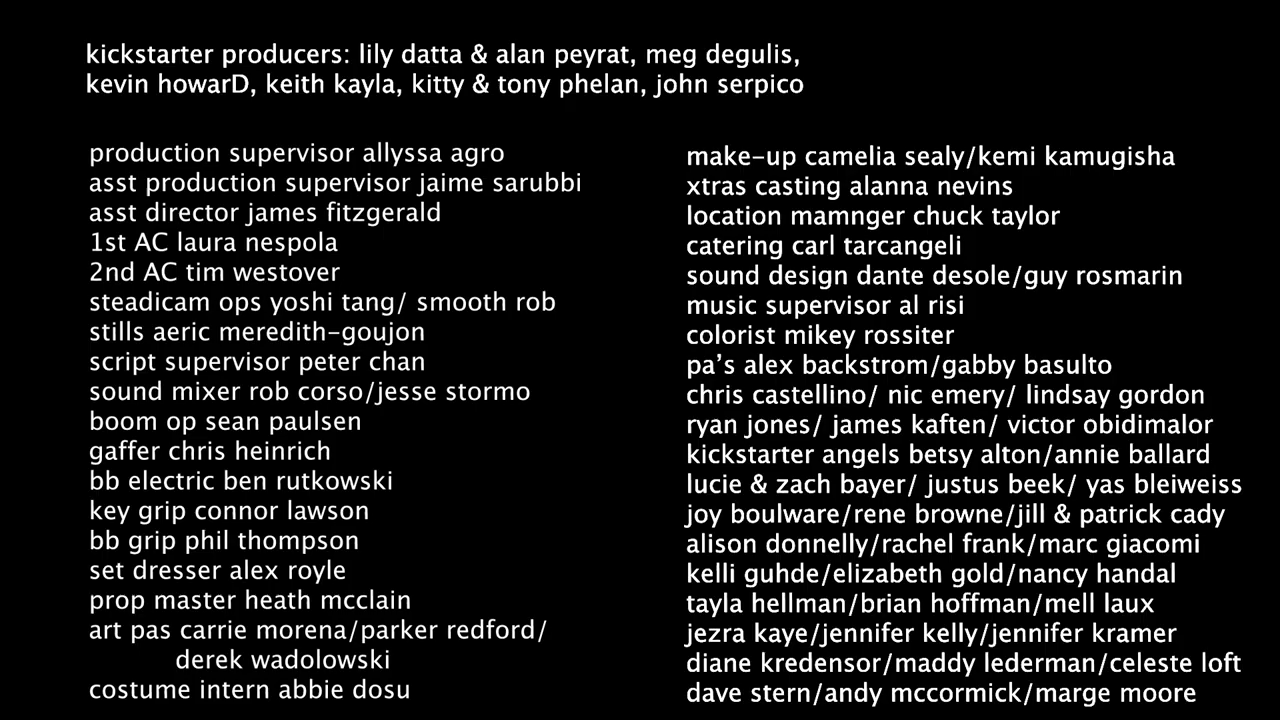 kickstarter producers: lily datta & alan peyrat, meg degulis,
kevin howarD, keith kayla, kitty & tony phelan, john serpico
production supervisor allyssa agro
asst production supervisor jaime sarubbi
asst director james fitzgerald
1st AC laura nespola
2nd AC tim westover
steadicam ops yoshi tang/ smooth rob
stills aeric meredith-goujon
script supervisor peter chan
sound mixer rob corso/jesse stormo
boom op sean paulsen
gaffer chris heinrich
bb electric ben rutkowski
key grip connor lawson
bb grip phil thompson
set dresser alex royle
prop master heath mcclain
art pas carrie morena/parker redford/
derek wadolowski
costume intern abbie dosu
make-up camelia sealy/kemi kamugisha
xtras casting alanna nevins
location mamnger chuck taylor
catering carl tarcangeli
sound design dante desole/guy rosmarin
music supervisor al risi
colorist mikey rossiter
pa's alex backstrom/gabby basulto
chris castellino/ nic emery/ lindsay gordon
ryan jones/ james kaften/ victor obidimalor
kickstarter angels betsy alton/annie ballard
lucie & zach bayer/ justus beek/ yas bleiweiss
joy boulware/rene browne/jill & patrick cady
alison donnelly/rachel frank/marc giacomi
kelli guhde/elizabeth gold/nancy handal
tayla hellman/brian hoffman/mell laux
jezra kaye/jennifer kelly/jennifer kramer
diane kredensor/maddy lederman/celeste loft
dave stern/andy mccormick/marge moore